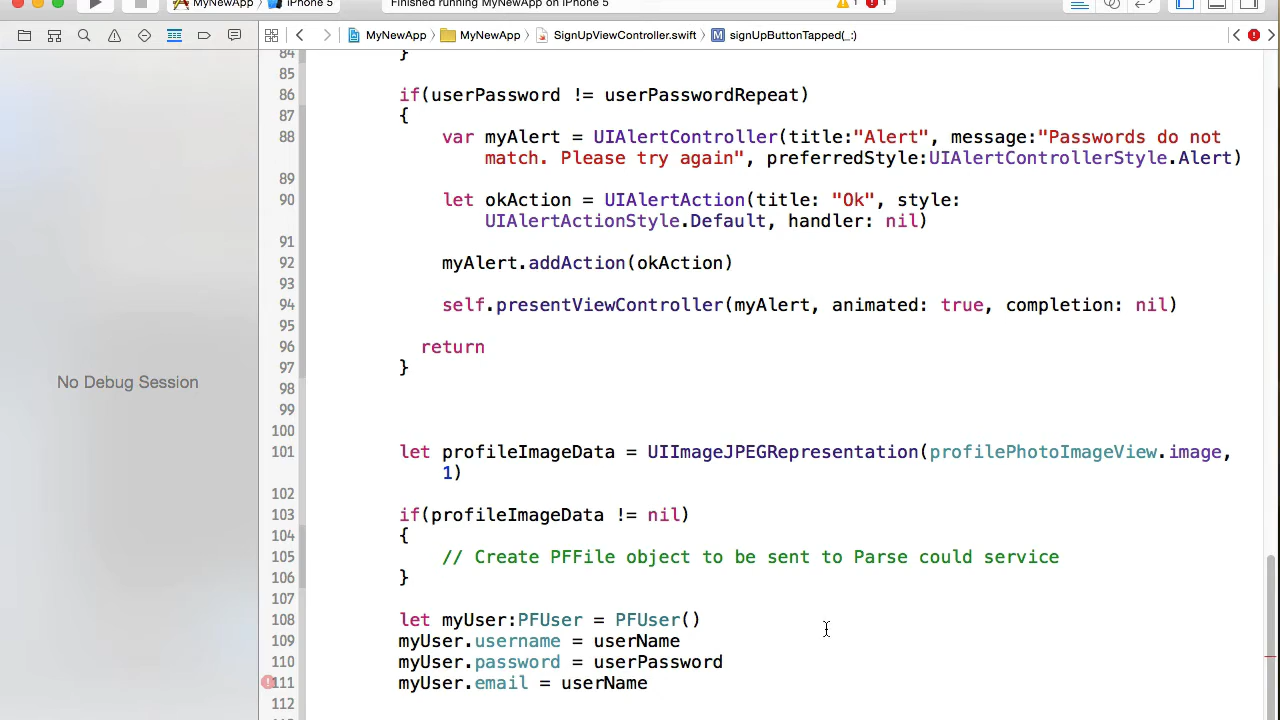 MyNewApp iPhone 5
Finished running MyNewApp on iPhone 5
1 1
MyNewApp MyNewApp SignUpViewController.swift M signUpButtonTapped(_:)
No Debug Session
84 }
85
86 if(userPassword != userPasswordRepeat)
87 {
88 var myAlert = UIAlertController(title:"Alert", message:"Passwords do not
match. Please try again", preferredStyle:UIAlertControllerStyle.Alert)
89
90 let okAction = UIAlertAction(title: "Ok", style:
UIAlertActionStyle.Default, handler: nil)
91
92 myAlert.addAction(okAction)
93
94 self.presentViewController(myAlert, animated: true, completion: nil)
95
96 return
97 }
98
99
100
101 let profileImageData = UIImageJPEGRepresentation(profilePhotoImageView.image,
1)
102
103 if(profileImageData != nil)
104 {
105 // Create PFFile object to be sent to Parse could service
106 }
107
108 let myUser:PFUser = PFUser()
109 myUser.username = userName
110 myUser.password = userPassword
111 myUser.email = userName
112